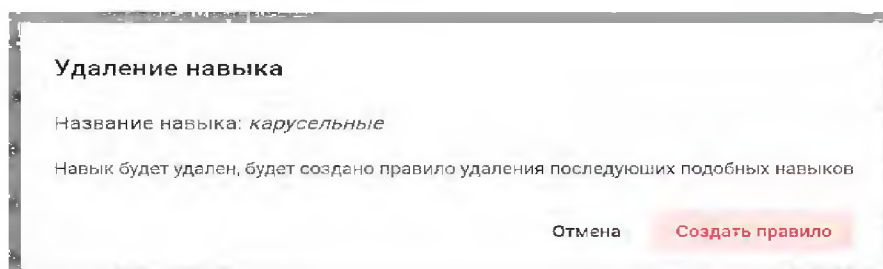 Удаление навыка
Название навыка: карусельные
Навык будет удален, будет создано правило удаления последующих подобных навыков
Отмена Создать правило